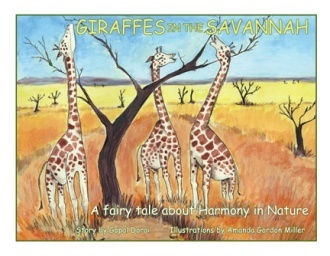 GIRAFFES IN THE SAVANNAH
A fairy tale about Harmony in Nature
Story by Gopal Dorai Illustrations by Amanda Gordon Miller